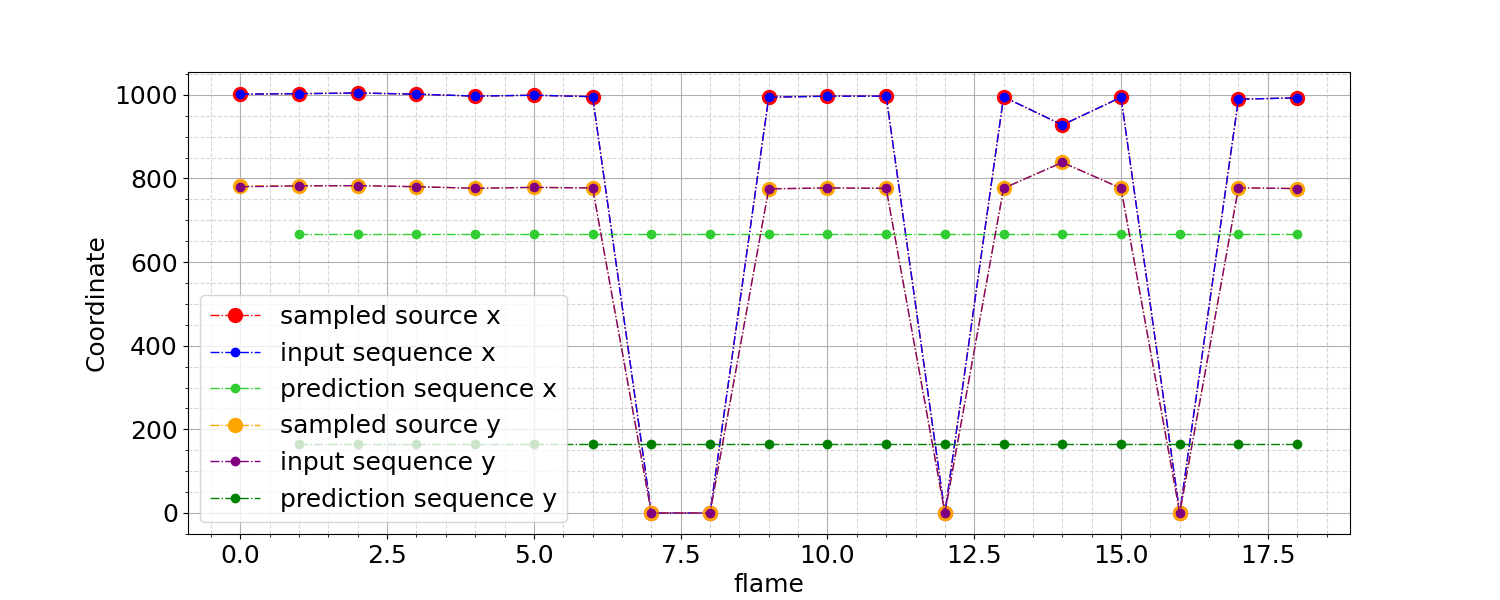 1000
800
600
400
200
0
Coordinate
sampled source x
input sequence x
prediction sequence x
sampled source y
input sequence y
prediction sequence y
0.0 2.5 5.0 7.5 10.0 12.5 15.0 17.5
flame